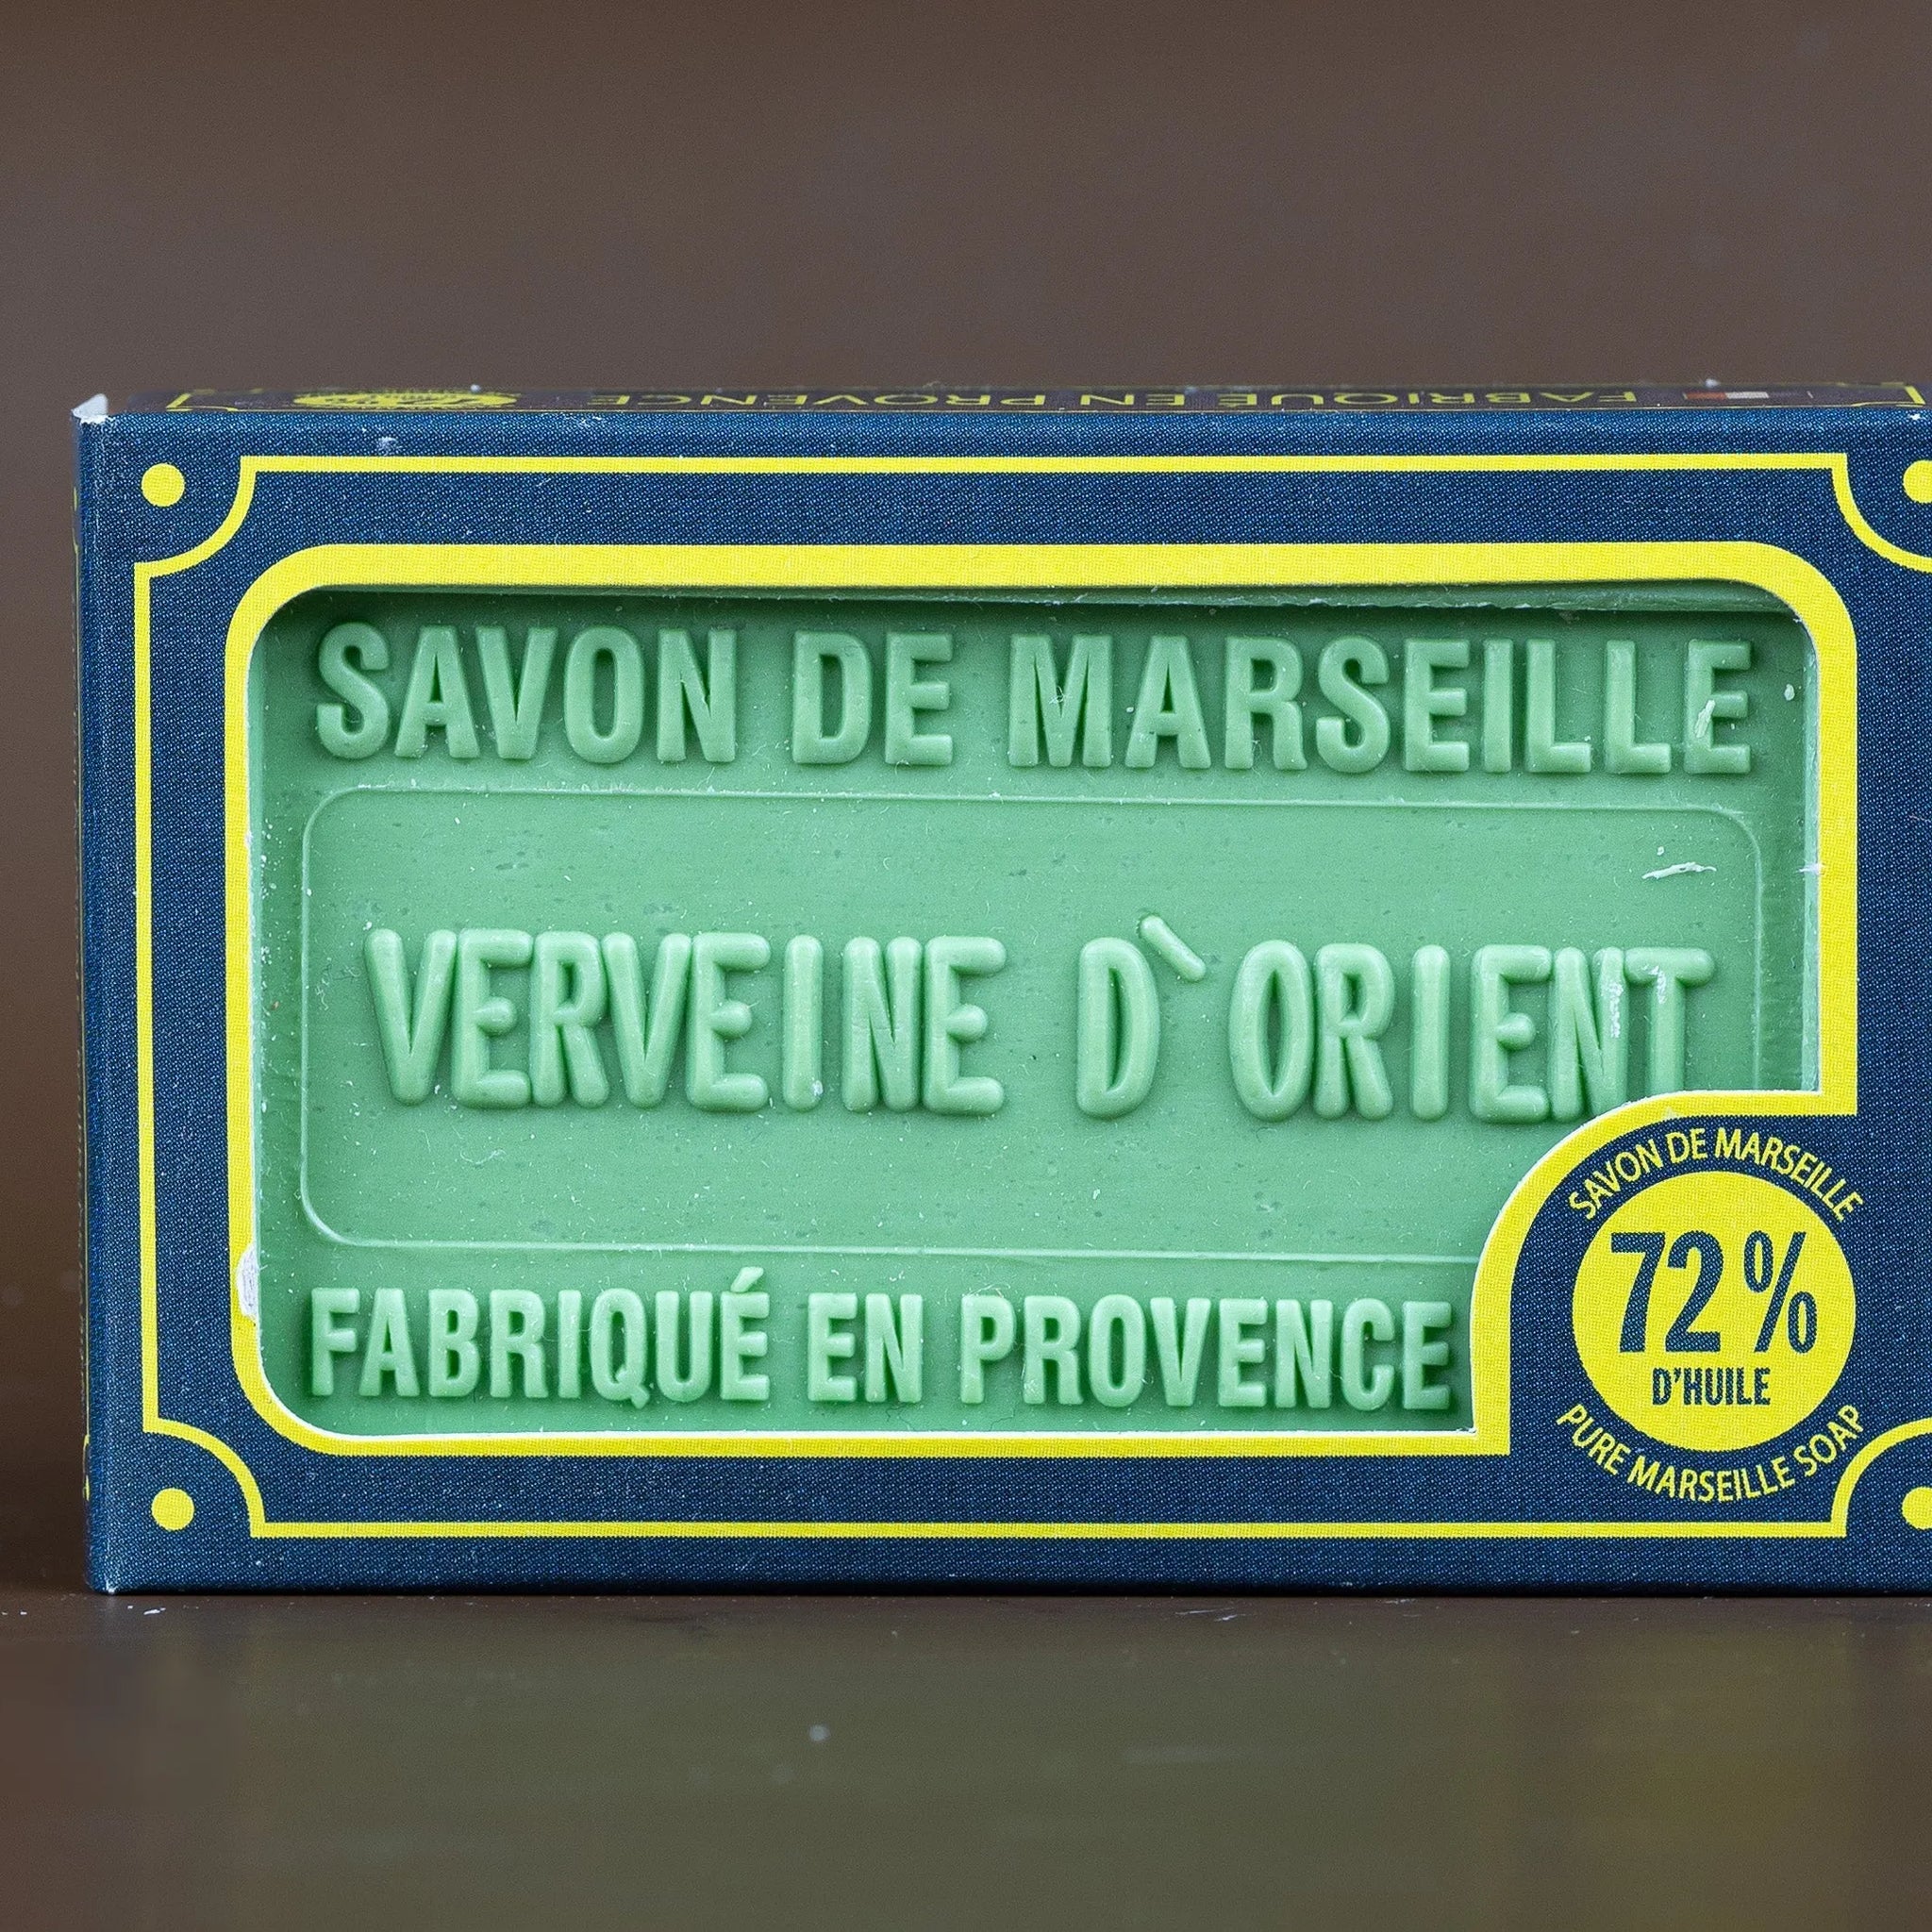 FABRIQUÉ EN PROVENCE
SAVON DE MARSEILLE
VERVEINE D`ORIENT
FABRIQUÉ EN PROVENCE
SAVON DE MARSEILLE
72%
D'HUILE
PURE MARSEILLE SOAP